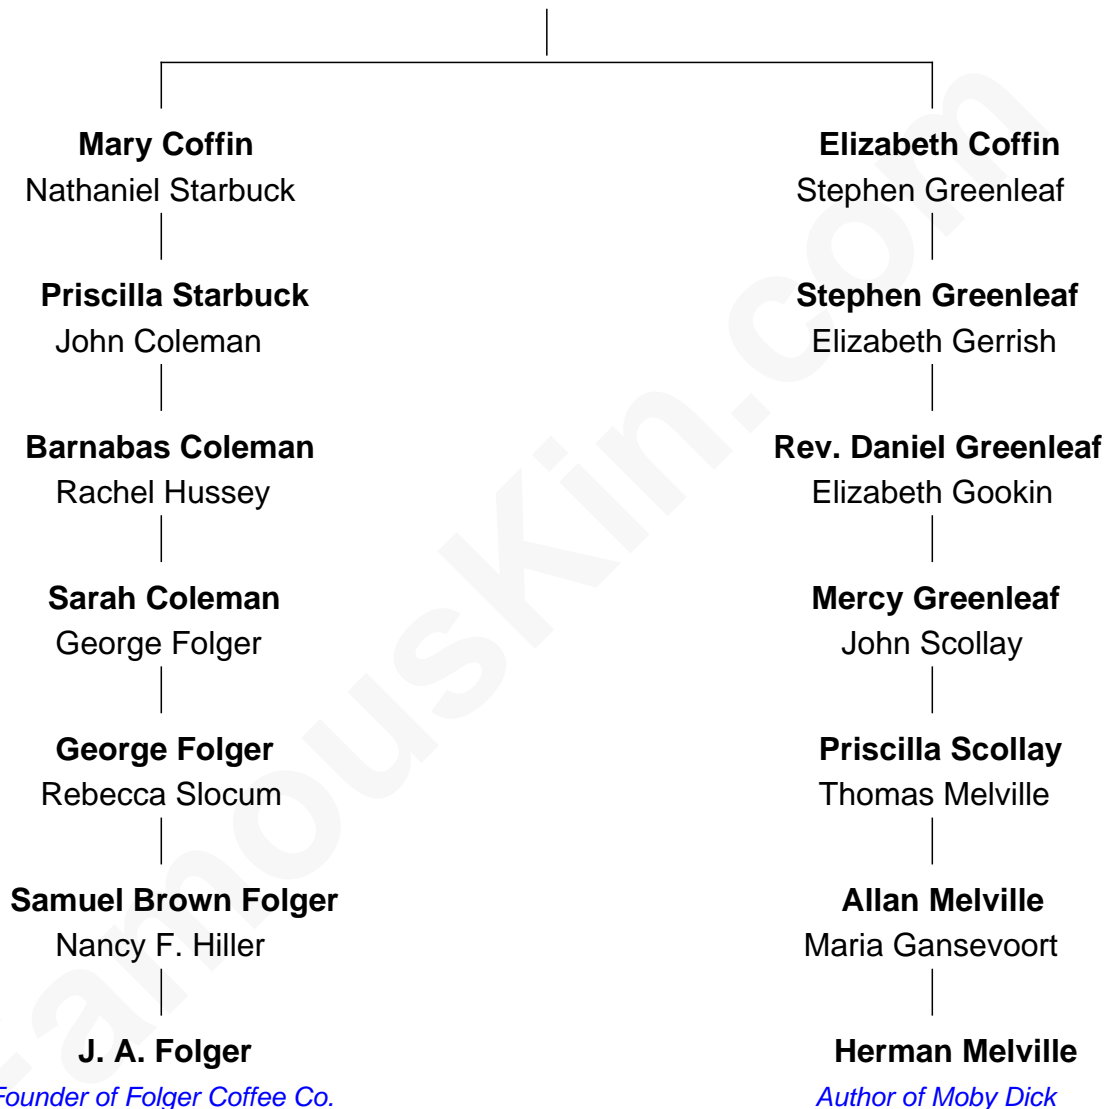 Mary Coffin
Nathaniel Starbuck
Elizabeth Coffin
Stephen Greenleaf
Priscilla Starbuck
John Coleman
Stephen Greenleaf
Elizabeth Gerrish
Barnabas Coleman
Rachel Hussey
Rev. Daniel Greenleaf
Elizabeth Gookin
Sarah Coleman
George Folger
Mercy Greenleaf
John Scollay
George Folger
Rebecca Slocum
Priscilla Scollay
Thomas Melville
Samuel Brown Folger
Nancy F. Hiller
Allan Melville
Maria Gansevoort
J. A. Folger
Founder of Folger Coffee Co.
Herman Melville
Author of Moby Dick
FamousKin.com